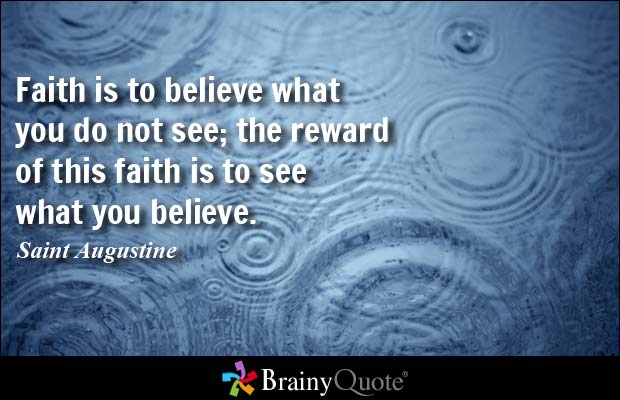 Faith is to believe what
you do not see; the reward
of this faith is to see
what you believe.
Saint Augustine
BrainyQuote®